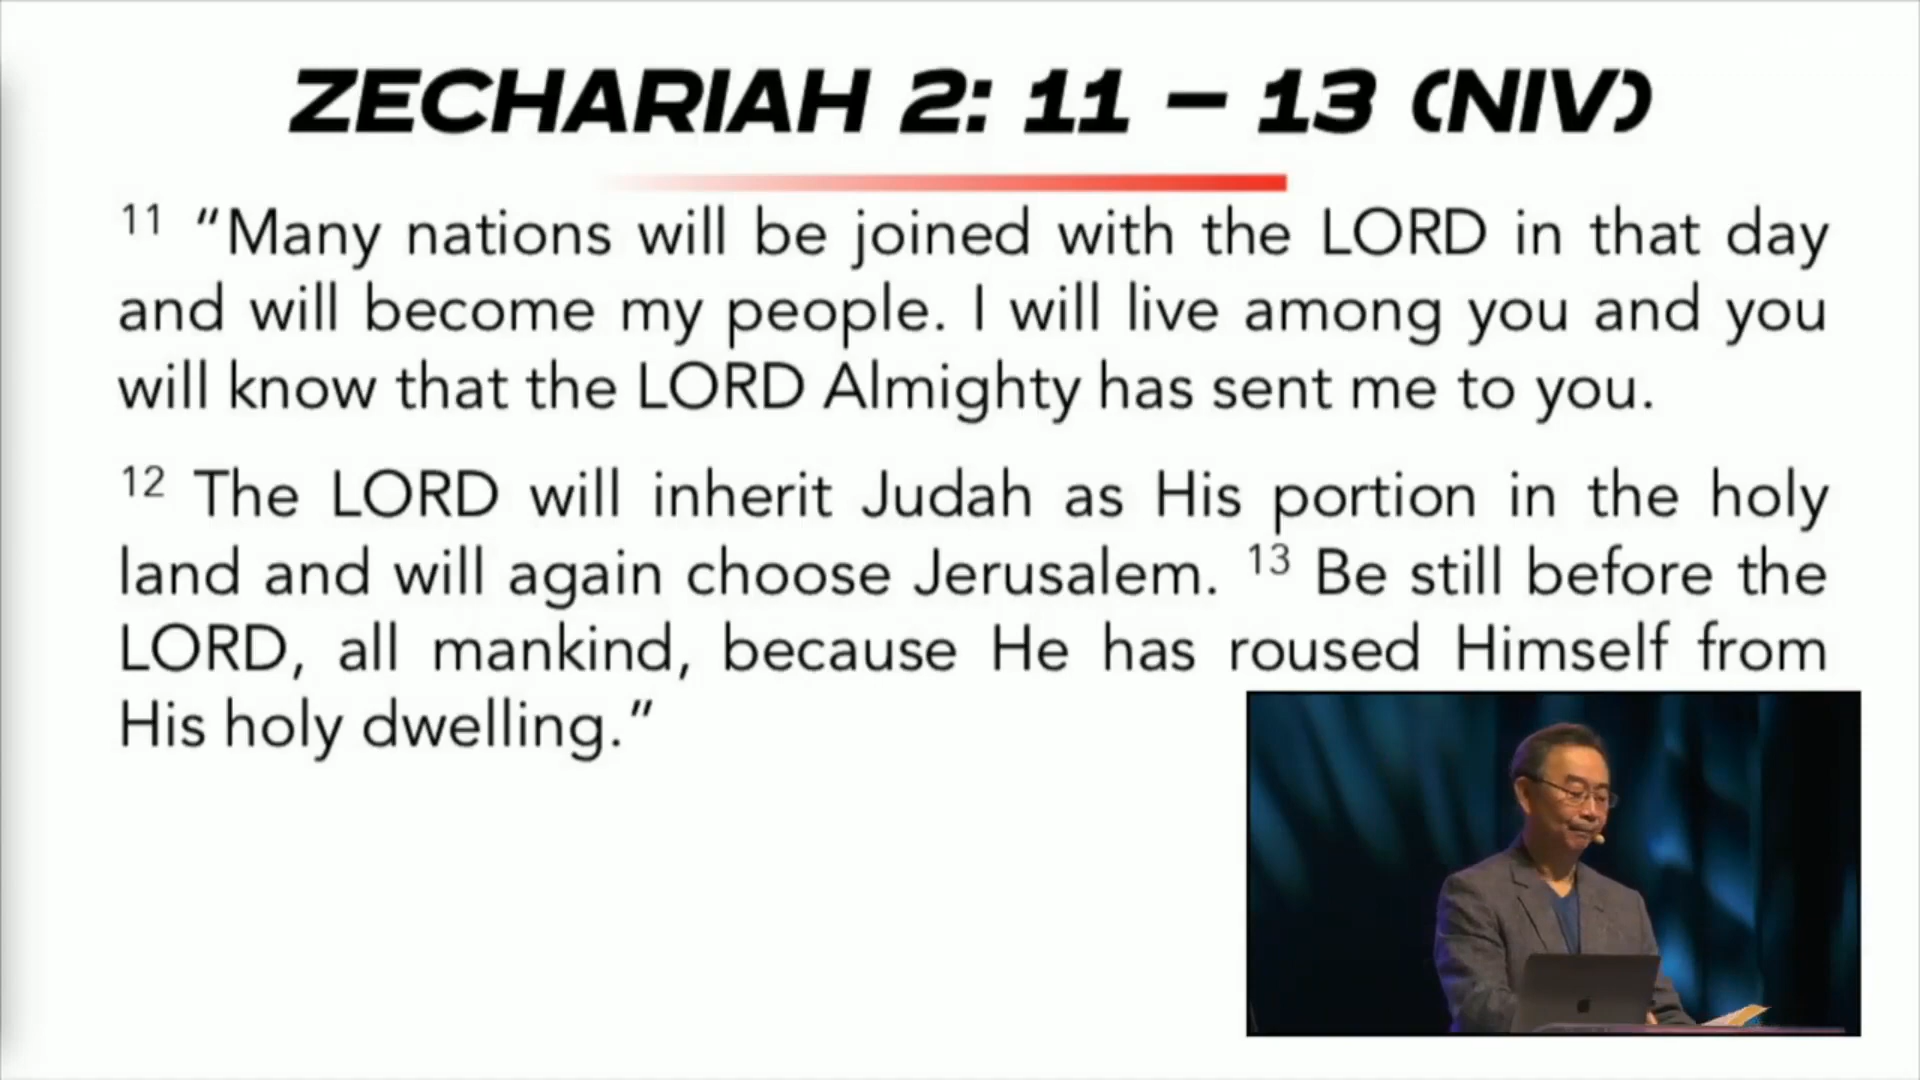 ZECHARIAH 2: 11 – 13 (NIV)
11 “Many nations will be joined with the LORD in that day
and will become my people. I will live among you and you
will know that the LORD Almighty has sent me to you.
12 The LORD will inherit Judah as His portion in the holy
land and will again choose Jerusalem. 13 Be still before the
LORD, all mankind, because He has roused Himself from
His holy dwelling.”